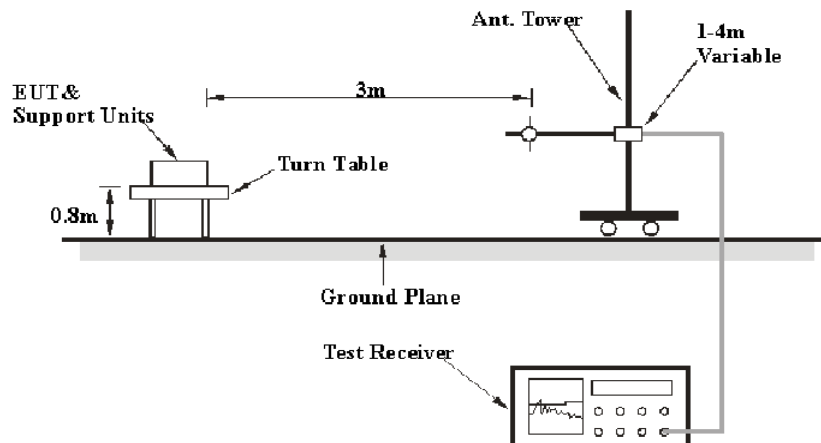 Ant. Tower
1-4m
Variable
EUT&
Support Units
3m
Turn Table
0.8m
Ground Plane
Test Receiver